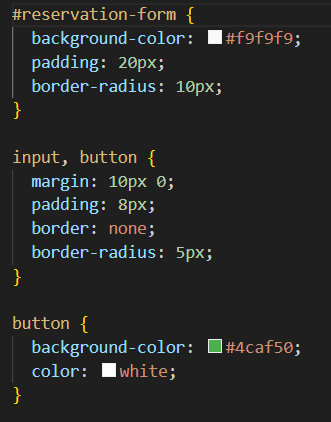 #reservation-form {
background-color: #f9f9f9;
padding: 20px;
border-radius: 10px;
}
input, button {
margin: 10px 0;
padding: 8px;
border: none;
border-radius: 5px;
}
button {
background-color: #4caf50;
color: white;
}